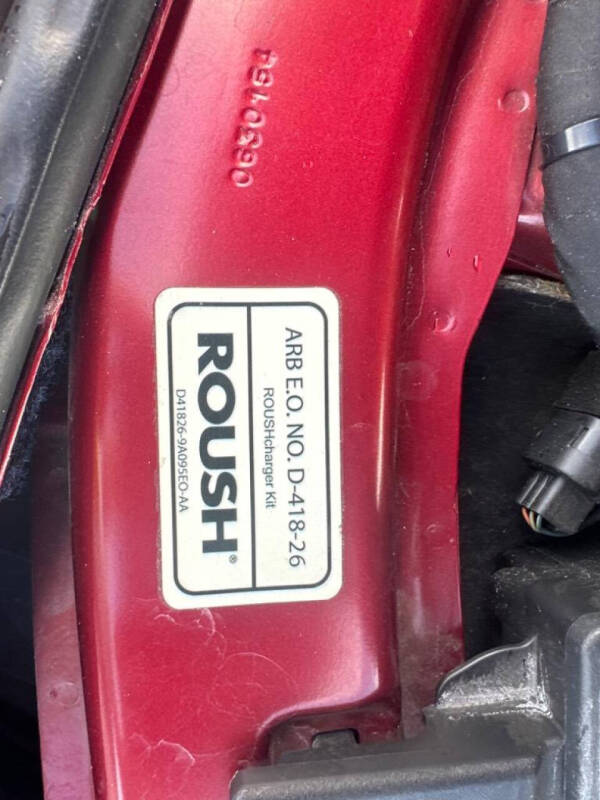 ARB E.O. NO. D-418-26
ROUSHcharger Kit
ROUSH®
D41826-9A095EO-AA